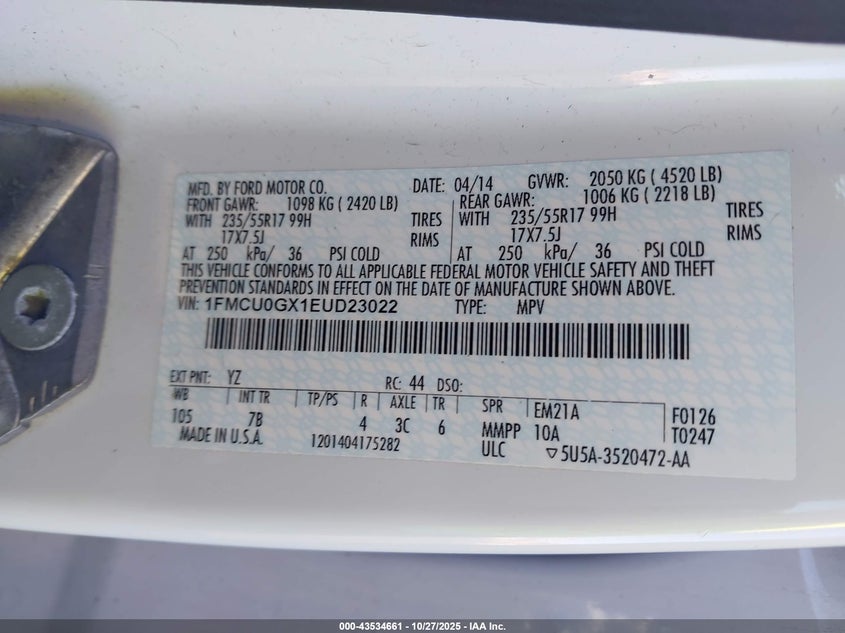 MFD. BY FORD MOTOR CO. DATE: 04/14 GVWR: 2050 KG ( 4520 LB)
FRONT GAWR: 1098 KG ( 2420 LB) REAR GAWR: 1006 KG ( 2218 LB)
WITH 235/55R17 99H TIRES WITH 235/55R17 99H TIRES
17X7.5J RIMS 17X7.5J RIMS
AT 250 kPa/ 36 PSI COLD AT 250 kPa/ 36 PSI COLD
THIS VEHICLE CONFORMS TO ALL APPLICABLE FEDERAL MOTOR VEHICLE SAFETY AND THEFT
PREVENTION STANDARDS IN EFFECT ON THE DATE OF MANUFACTURE SHOWN ABOVE.
VIN: 1FMCU0GX1EUD23022 TYPE: MPV
EXT PNT: YZ RC: 44 DSO:
WB INT TR TP/PS R AXLE TR SPR EM21A F0126
105 7B 4 3C 6 MMPP 10A T0247
MADE IN U.S.A. 1201404175282 ULC ▽5U5A-3520472-AA
000-43534661 - 10/27/2025 - IAA Inc.